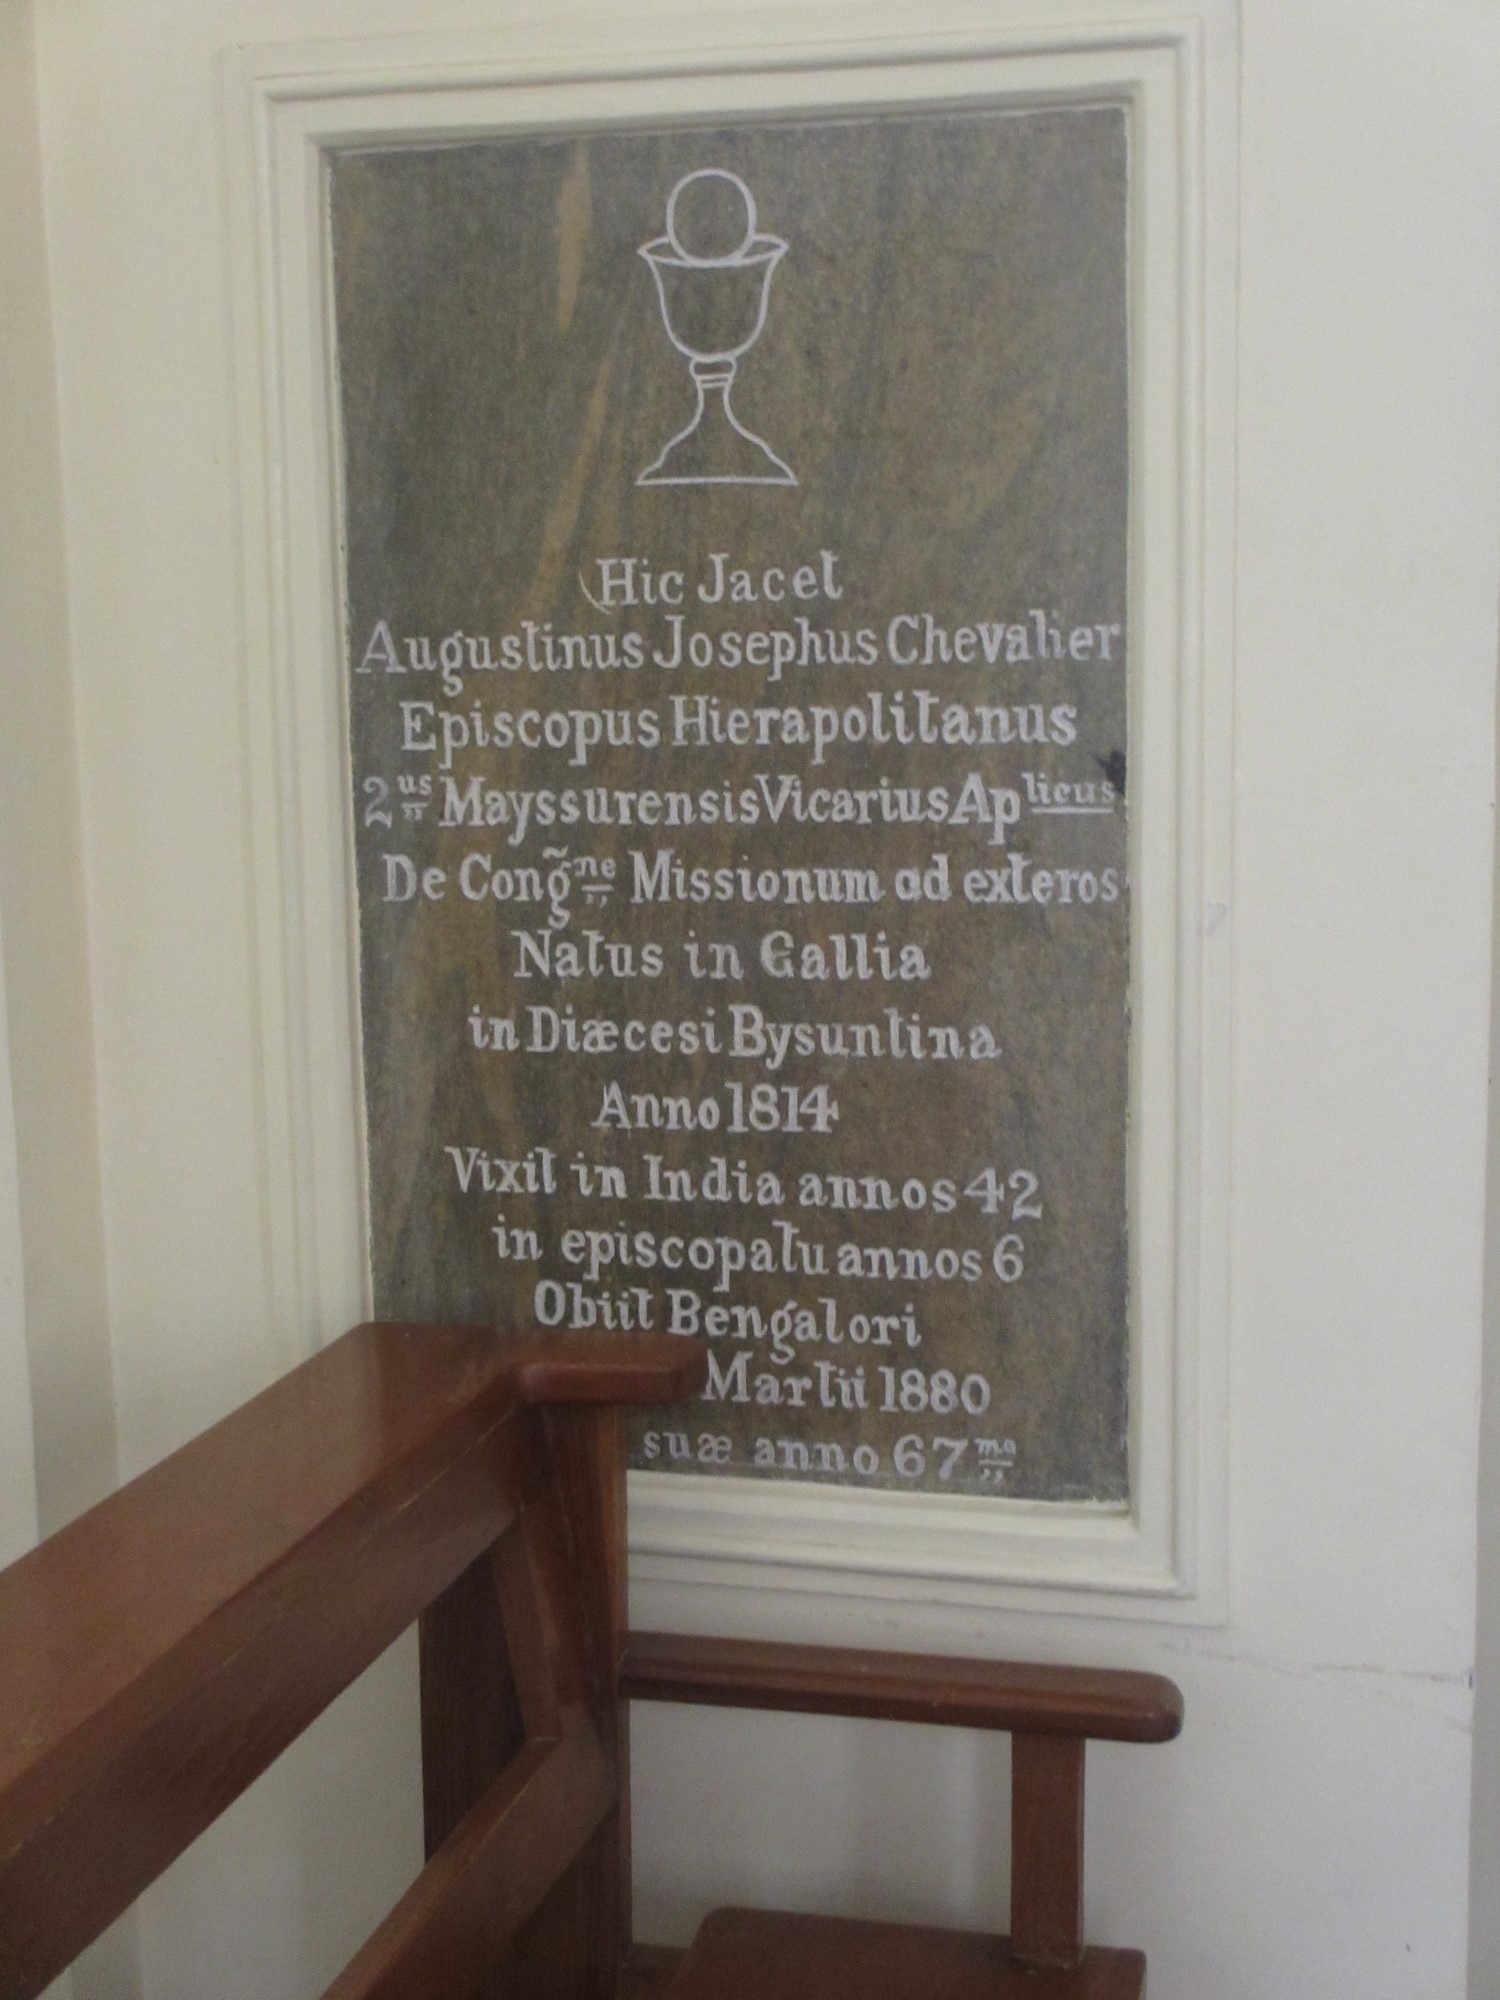 Hic Jacet
Augustinus Josephus Chevalier
Episcopus Hierapolitanus
2us Mayssurensis Vicarius Aplicus
De Cong̃ne Missionum ad exteros
Natus in Gallia
in Diæcesi Bysuntina
Anno 1814
Vixit in India annos 42
in episcopatu annos 6
Obiit Bengalori
Martii 1880
suæ anno 67ma